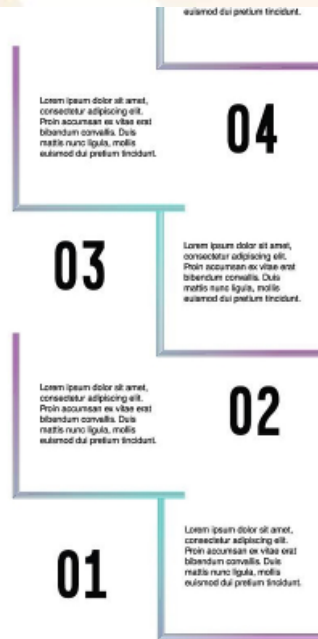 euismod dui pretium tincidunt.
Lorem ipsum dolor sit amet,
consectetur adipiscing elit.
Proin accumsan ex vitae erat
bibendum convallis. Duis
mattis nunc ligula, mollis
euismod dui pretium tincidunt.
04
03
Lorem ipsum dolor sit amet,
consectetur adipiscing elit.
Proin accumsan ex vitae erat
bibendum convallis. Duis
mattis nunc ligula, mollis
euismod dui pretium tincidunt.
Lorem ipsum dolor sit amet,
consectetur adipiscing elit.
Proin accumsan ex vitae erat
bibendum convallis. Duis
mattis nunc ligula, mollis
euismod dui pretium tincidunt.
02
01
Lorem ipsum dolor sit amet,
consectetur adipiscing elit.
Proin accumsan ex vitae erat
bibendum convallis. Duis
mattis nunc ligula, mollis
euismod dui pretium tincidunt.